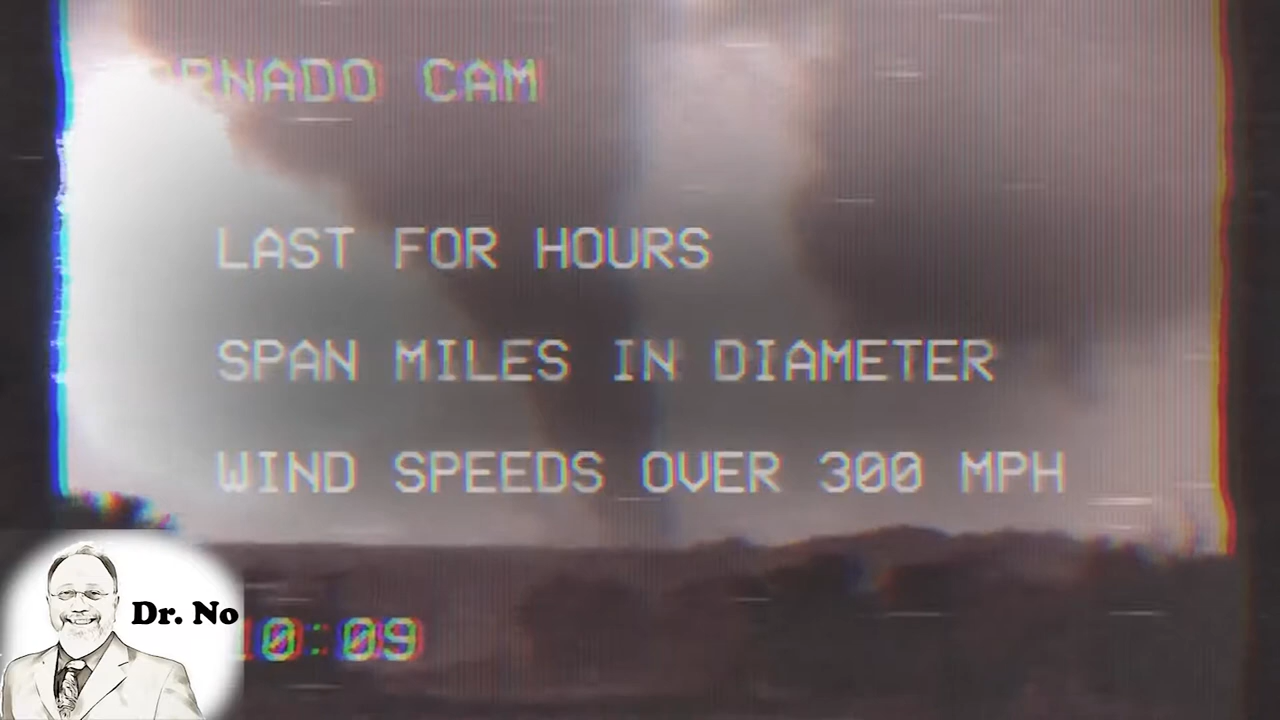 RNADO CAM
LAST FOR HOURS
SPAN MILES IN DIAMETER
WIND SPEEDS OVER 300 MPH
Dr. No
10:09